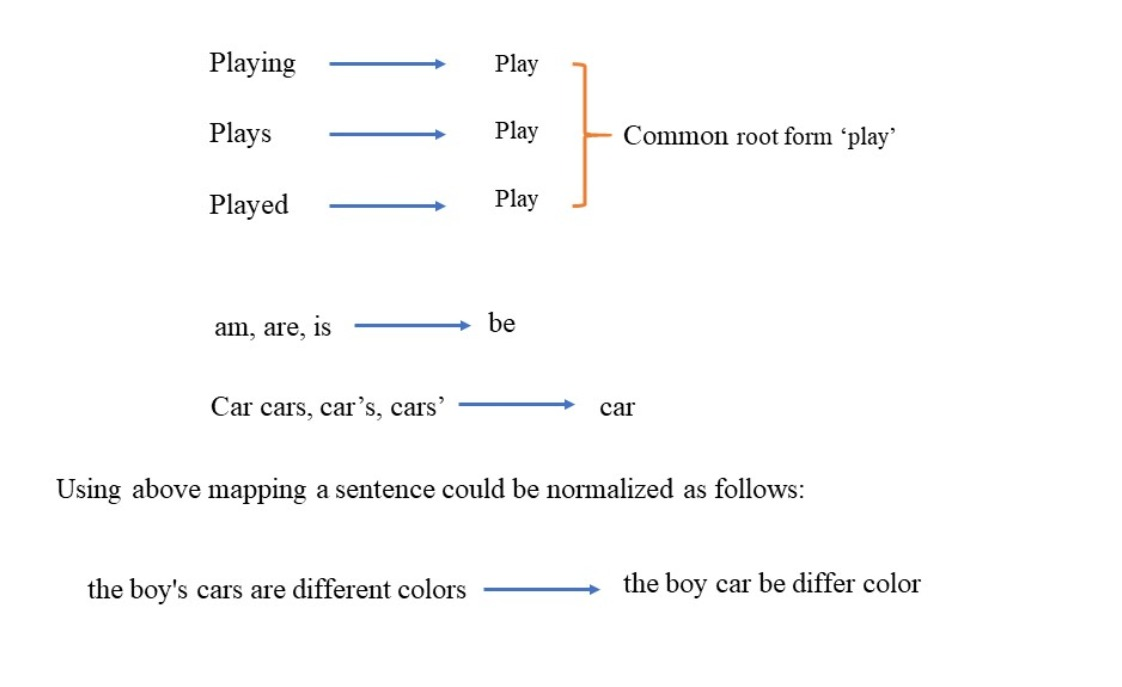 Playing Play
Plays Play
Common root form ‘play’
Played Play
am, are, is be
Car cars, car’s, cars’ car
Using above mapping a sentence could be normalized as follows:
the boy's cars are different colors the boy car be differ color